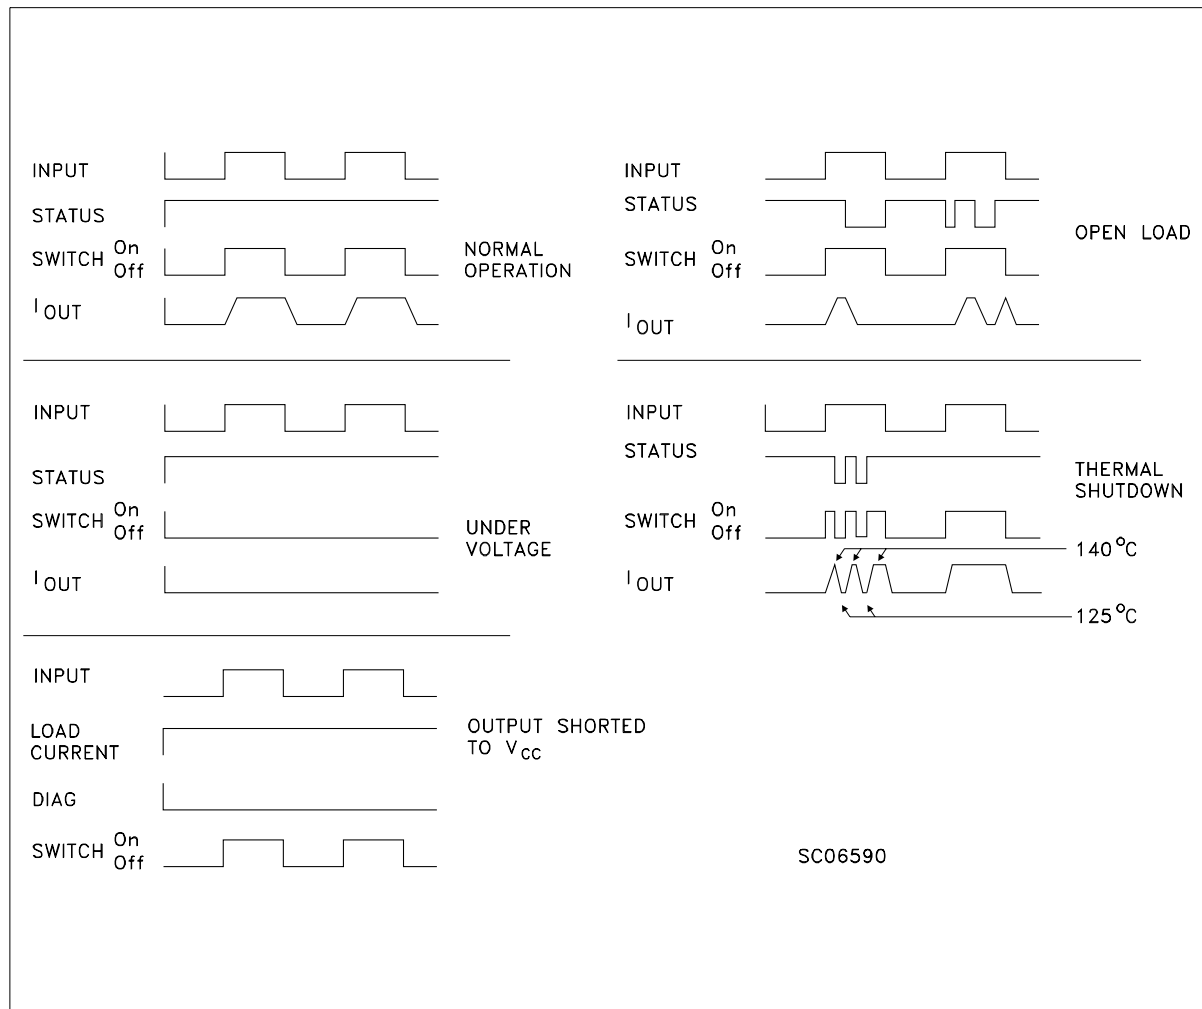 INPUT
STATUS
SWITCH On
Off
I OUT
NORMAL
OPERATION
INPUT
STATUS
SWITCH On
Off
I OUT
OPEN LOAD
INPUT
STATUS
SWITCH On
Off
I OUT
UNDER
VOLTAGE
INPUT
STATUS
SWITCH On
Off
I OUT
THERMAL
SHUTDOWN
140°C
125°C
INPUT
LOAD
CURRENT
DIAG
SWITCH On
Off
OUTPUT SHORTED
TO VCC
SC06590